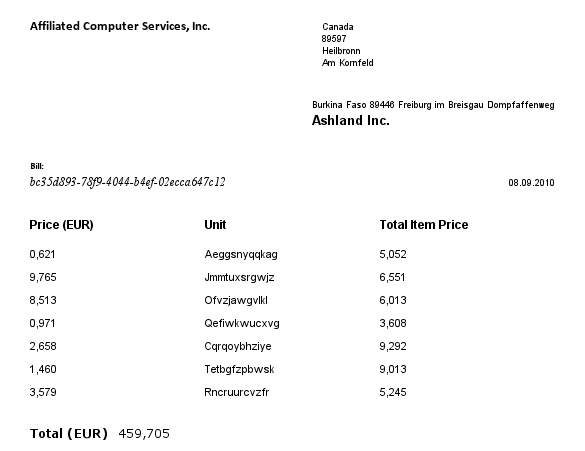 Affiliated Computer Services, Inc.
Canada
89597
Heilbronn
Am Kornfeld
Burkina Faso 89446 Freiburg im Breisgau Dompfaffenweg
Ashland Inc.
Bill:
bc35d893-78f9-4044-b4ef-02ecca647c12 08.09.2010
Price (EUR) Unit Total Item Price
0,621 Aeggsnyqqkag 5,052
9,765 Jmmtuxsrgwjz 6,551
8,513 Ofvzjawgvlkl 6,013
0,971 Qefiwkwucxvg 3,608
2,658 Cqrqoybhziye 9,292
1,460 Tetbgfzpbwsk 9,013
3,579 Rncruurcvzfr 5,245
Total (EUR) 459,705